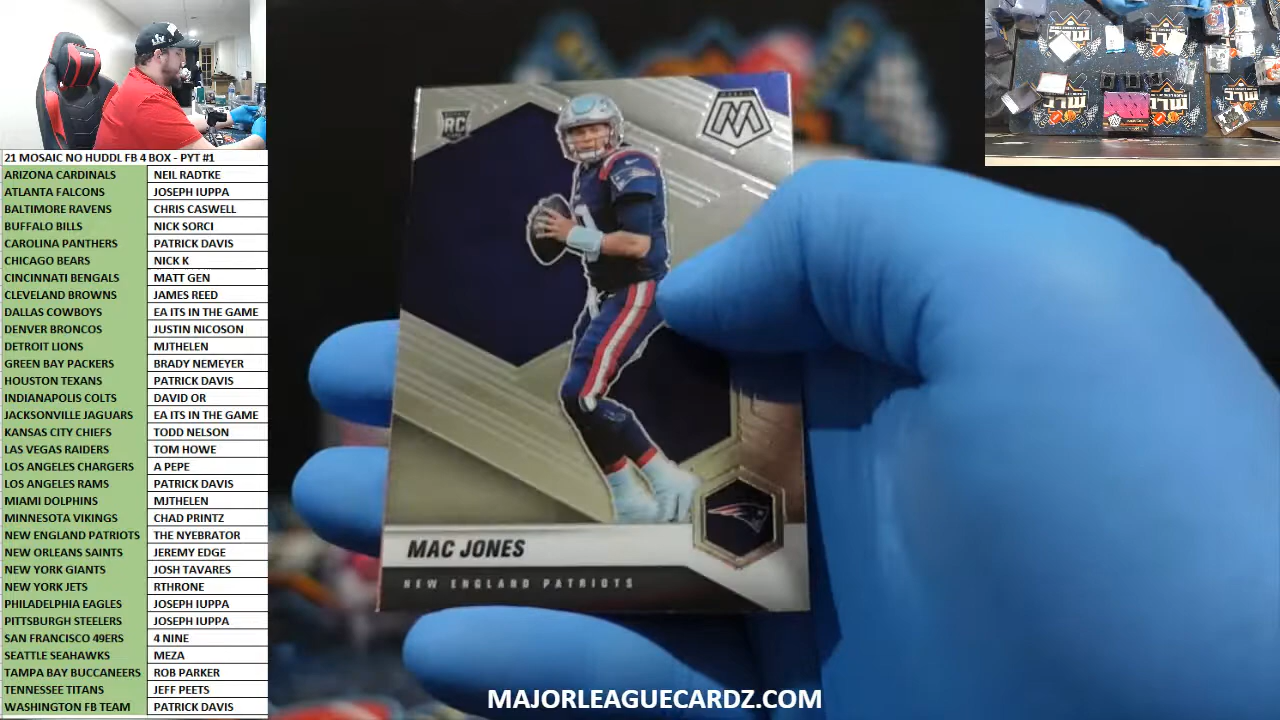 21 MOSAIC NO HUDDL FB 4 BOX - PYT #1
ARIZONA CARDINALS NEIL RADTKE
ATLANTA FALCONS JOSEPH IUPPA
BALTIMORE RAVENS CHRIS CASWELL
BUFFALO BILLS NICK SORCI
CAROLINA PANTHERS PATRICK DAVIS
CHICAGO BEARS NICK K
CINCINNATI BENGALS MATT GEN
CLEVELAND BROWNS JAMES REED
DALLAS COWBOYS EA ITS IN THE GAME
DENVER BRONCOS JUSTIN NICOSON
DETROIT LIONS MJTHELEN
GREEN BAY PACKERS BRADY NEMEYER
HOUSTON TEXANS PATRICK DAVIS
INDIANAPOLIS COLTS DAVID OR
JACKSONVILLE JAGUARS EA ITS IN THE GAME
KANSAS CITY CHIEFS TODD NELSON
LAS VEGAS RAIDERS TOM HOWE
LOS ANGELES CHARGERS A PEPE
LOS ANGELES RAMS PATRICK DAVIS
MIAMI DOLPHINS MJTHELEN
MINNESOTA VIKINGS CHAD PRINTZ
NEW ENGLAND PATRIOTS THE NYEBRATOR
NEW ORLEANS SAINTS JEREMY EDGE
NEW YORK GIANTS JOSH TAVARES
NEW YORK JETS RTHRONE
PHILADELPHIA EAGLES JOSEPH IUPPA
PITTSBURGH STEELERS JOSEPH IUPPA
SAN FRANCISCO 49ERS 4 NINE
SEATTLE SEAHAWKS MEZA
TAMPA BAY BUCCANEERS ROB PARKER
TENNESSEE TITANS JEFF PEETS
WASHINGTON FB TEAM PATRICK DAVIS
RC
MOSAIC
M
MAC JONES
NEW ENGLAND PATRIOTS
MAJORLEAGUECARDZ.COM